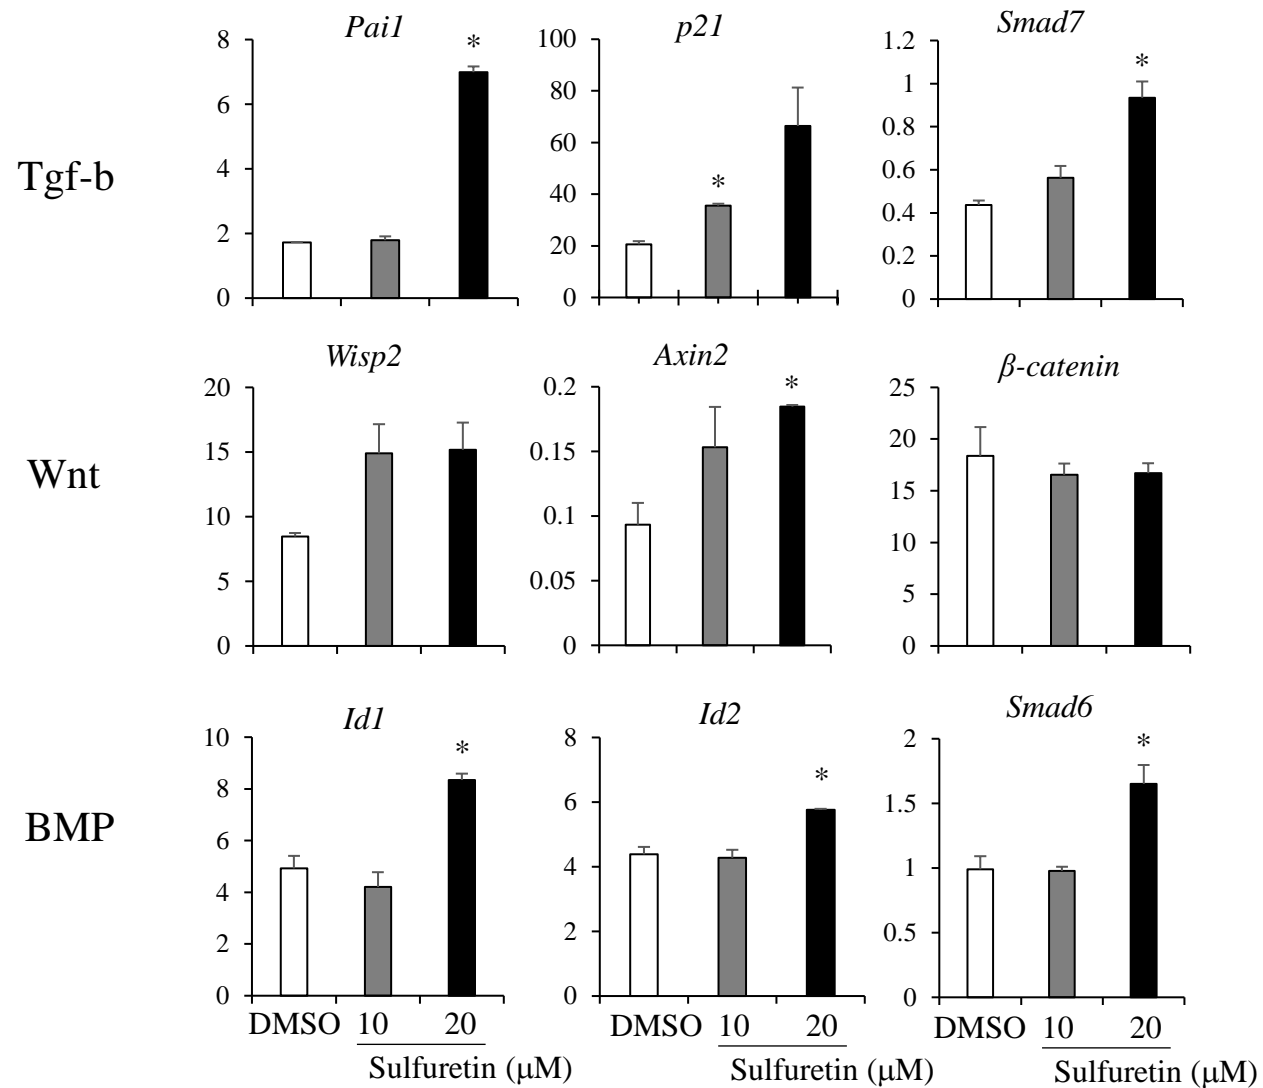 Pai1 p21 Smad7
8 * 100 1.2 *
6 80 1
4 60 * 0.8
2 40 0.6
0 20 0.4
0 0.2
0
Tgf-b
Wisp2 Axin2 β-catenin
20 0.2 * 25
15 0.15 20
10 0.1 15
5 0.05 10
0 0 5
0
Wnt
Id1 Id2 Smad6
10 * 8 * 2 *
8 6 1.5
6 4 1
4 2 0.5
2 0 0
0
BMP
DMSO 10 20 DMSO 10 20 DMSO 10 20
Sulfuretin (μM) Sulfuretin (μM) Sulfuretin (μM)